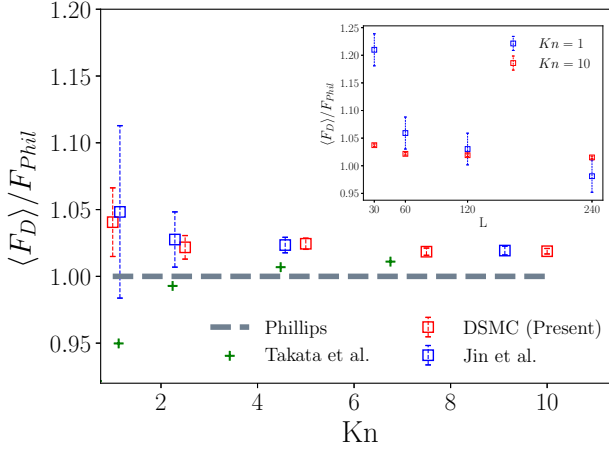 1.20
1.15
1.10
1.05
1.00
0.95
⟨F_D⟩/F_Phil
2 4 6 8 10
Kn
Phillips
Takata et al.
DSMC (Present)
Jin et al.
1.25
1.20
1.15
1.10
1.05
1.00
0.95
⟨F_D⟩/F_Phil
30 60 120 240
L
Kn = 1
Kn = 10